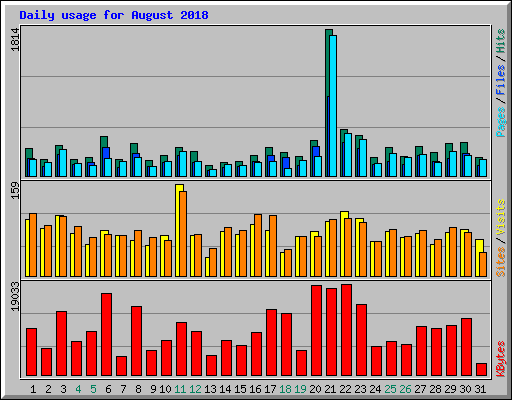 Daily usage for August 2018
1814
Pages / Files / Hits
199
Sites / Visits
19033
KBytes
1 2 3 4 5 6 7 8 9 10 11 12 13 14 15 16 17 18 19 20 21 22 23 24 25 26 27 28 29 30 31